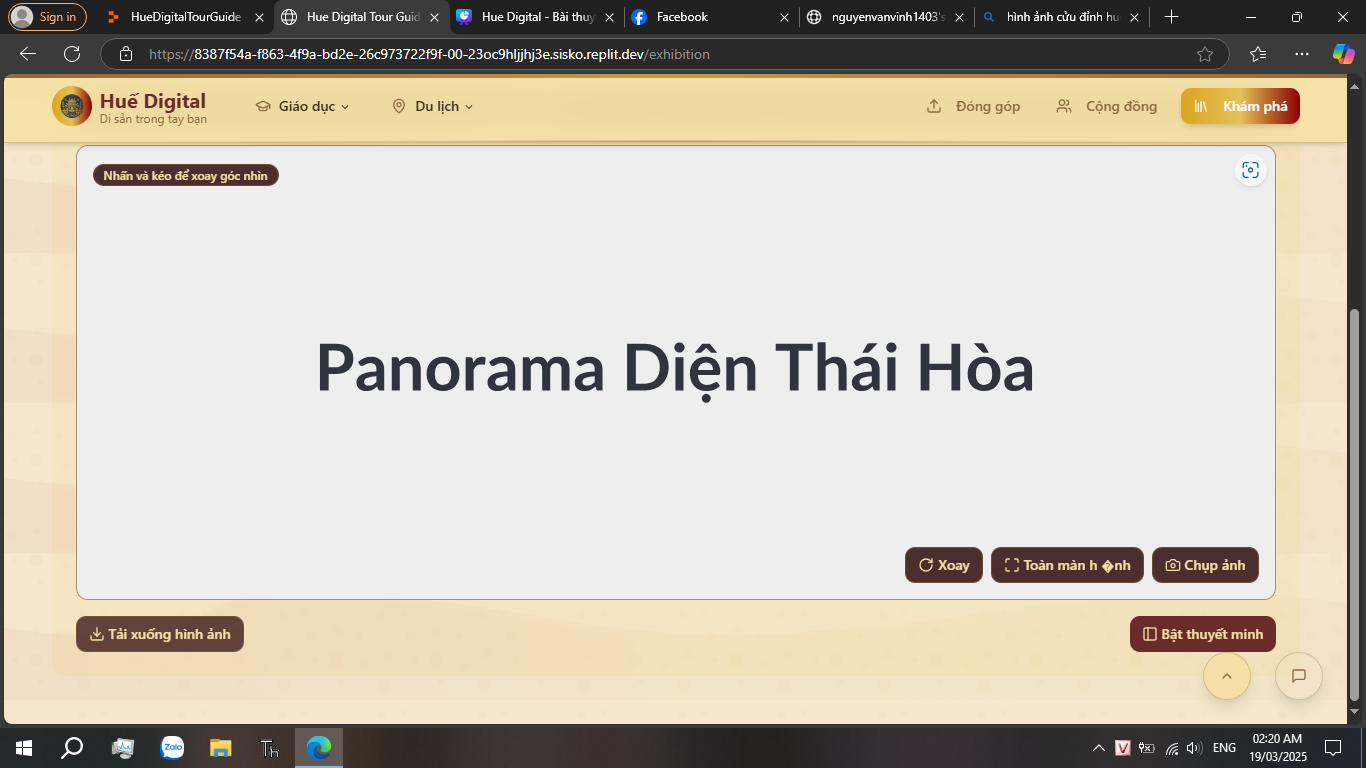 Sign in
HueDigitalTourGuide
Hue Digital Tour Guid
Hue Digital - Bài thuy
Facebook
nguyenvanvinh1403's
hình ảnh cửu đỉnh hu
https://8387f54a-f863-4f9a-bd2e-26c973722f9f-00-23oc9hljjhj3e.sisko.replit.dev/exhibition
Huế Digital
Di sản trong tay bạn
Giáo dục
Du lịch
Đóng góp
Cộng đồng
Khám phá
Nhấn và kéo để xoay góc nhìn
Panorama Diện Thái Hòa
Xoay
Toàn màn h �nh
Chụp ảnh
Tải xuống hình ảnh
Bật thuyết minh
Zalo
Th
V
ENG
02:20 AM
19/03/2025